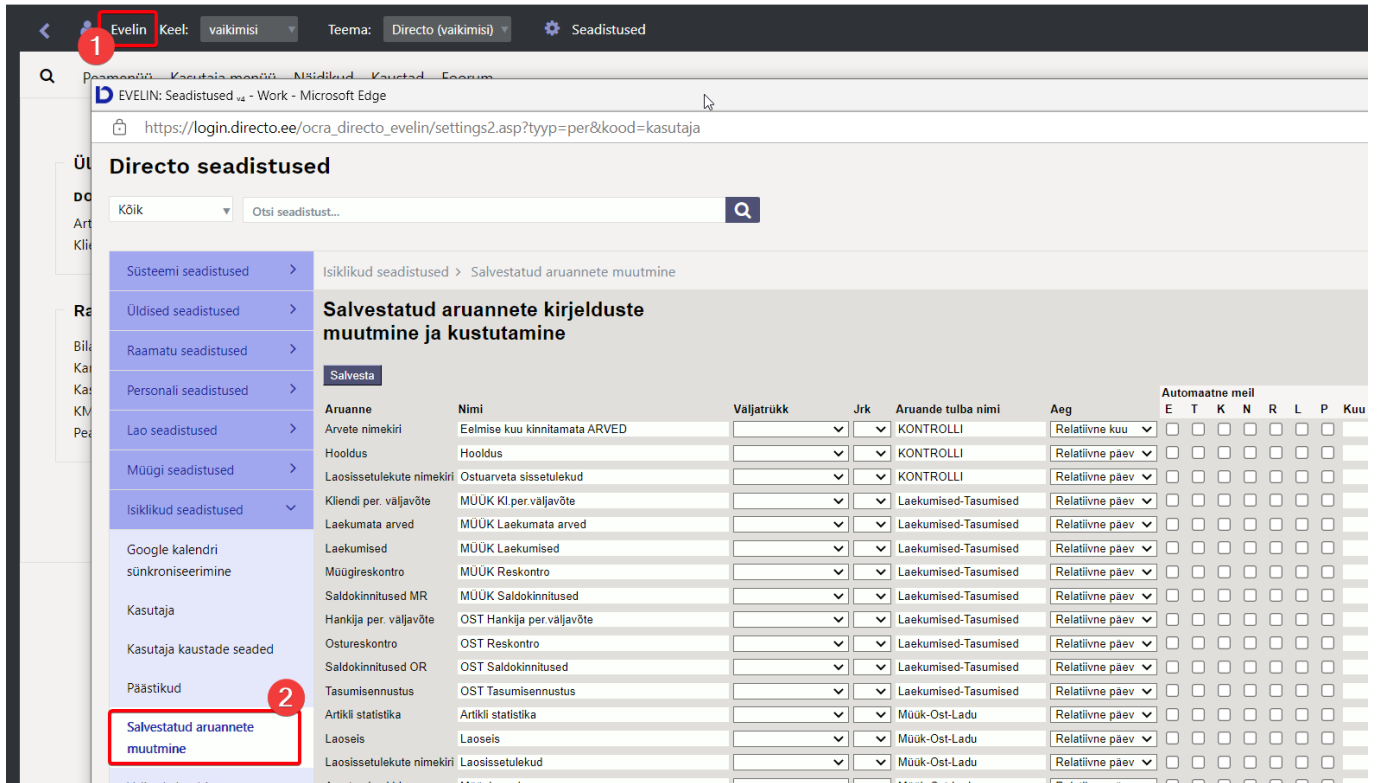 Evelin Keel: vaikimisi Teema: Directo (vaikimisi) Seadistused
1
Peamenüü Kasutaja menüü Näidikud Kaustad Foorum
EVELIN: Seadistused v4 - Work - Microsoft Edge
https://login.directo.ee/ocra_directo_evelin/settings2.asp?tyyp=per&kood=kasutaja
Directo seadistused
Kõik Otsi seadistust...
Art
Süsteemi seadistused
Üldised seadistused
Raamatu seadistused
Personali seadistused
Lao seadistused
Müügi seadistused
Isiklikud seadistused
Google kalendri
sünkroniseerimine
Kasutaja
Kasutaja kaustade seaded
Päästikud
2
Salvestatud aruannete
muutmine
Isiklikud seadistused > Salvestatud aruannete muutmine
Salvestatud aruannete kirjelduste
muutmine ja kustutamine
Salvesta
Automaatne meil
Aruanne Nimi Väljatrükk Jrk Aruande tulba nimi Aeg E T K N R L P Kuu
Arvete nimekiri Eelmise kuu kinnitamata ARVED KONTROLLI Relatiivne kuu
Hooldus Hooldus KONTROLLI Relatiivne päev
Laosissetulekute nimekiri Ostuarveta sissetulekud KONTROLLI Relatiivne päev
Kliendi per. väljavõte MÜÜK Kl.per.väljavõte Laekumised-Tasumised Relatiivne päev
Laekumata arved MÜÜK Laekumata arved Laekumised-Tasumised Relatiivne päev
Laekumised MÜÜK Laekumised Laekumised-Tasumised Relatiivne päev
Müügireskontro MÜÜK Reskontro Laekumised-Tasumised Relatiivne päev
Saldokinnitused MR MÜÜK Saldokinnitused Laekumised-Tasumised Relatiivne päev
Hankija per. väljavõte OST Hankija per.väljavõte Laekumised-Tasumised Relatiivne päev
Ostureskontro OST Reskontro Laekumised-Tasumised Relatiivne päev
Saldokinnitused OR OST Saldokinnitused Laekumised-Tasumised Relatiivne päev
Tasumisennustus OST Tasumisennustus Laekumised-Tasumised Relatiivne päev
Artikli statistika Artikli statistika Müük-Ost-Ladu Relatiivne päev
Laoseis Laoseis Müük-Ost-Ladu Relatiivne päev
Laosissetulekute nimekiri Laosissetulekud Müük-Ost-Ladu Relatiivne päev